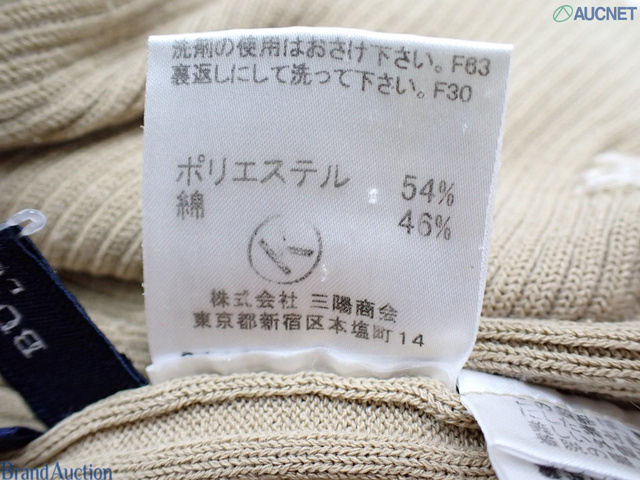 AUCNET
洗剤の使用はおさけ下さい。F63
裏返しにして洗って下さい。F30
ポリエステル 54%
綿 46%
株式会社 三陽商会
東京都新宿区本塩町14
BU
Brand Auction